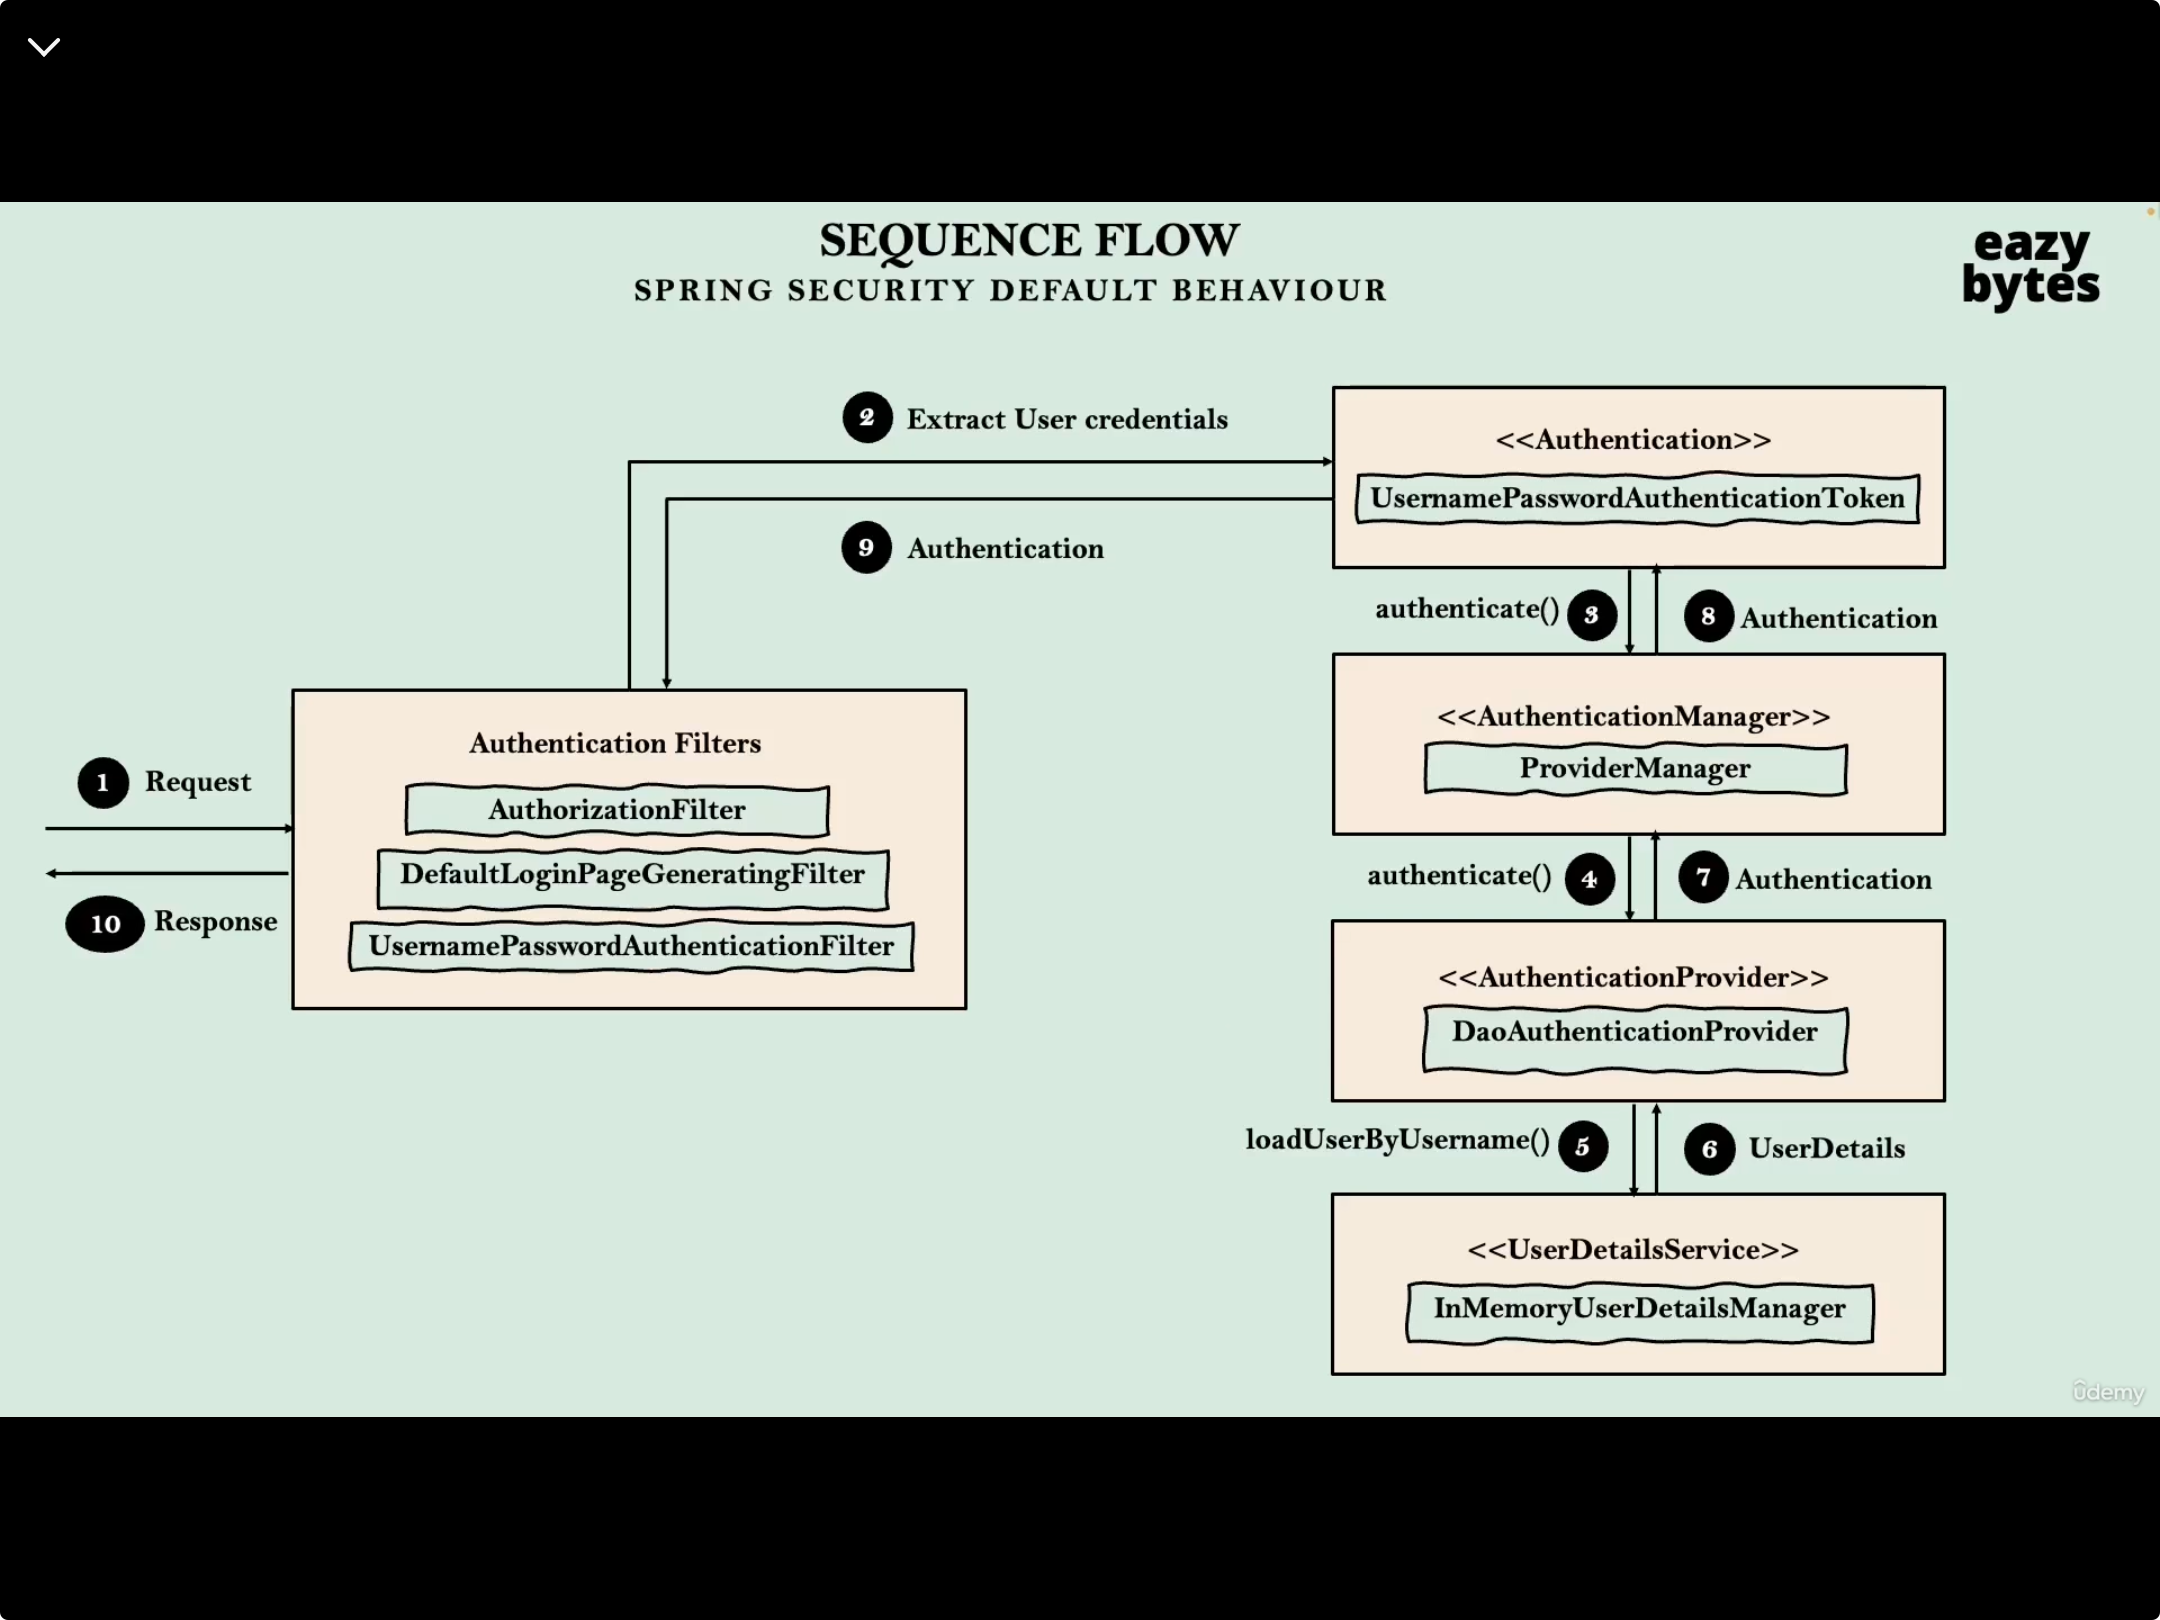 SEQUENCE FLOW
SPRING SECURITY DEFAULT BEHAVIOUR
eazy
bytes
2 Extract User credentials
<<Authentication>>
UsernamePasswordAuthenticationToken
9 Authentication
authenticate() 3
8 Authentication
<<AuthenticationManager>>
ProviderManager
Authentication Filters
1 Request
AuthorizationFilter
DefaultLoginPageGeneratingFilter
10 Response
UsernamePasswordAuthenticationFilter
authenticate() 4
7 Authentication
<<AuthenticationProvider>>
DaoAuthenticationProvider
loadUserByUsername() 5
6 UserDetails
<<UserDetailsService>>
InMemoryUserDetailsManager
ûdemy